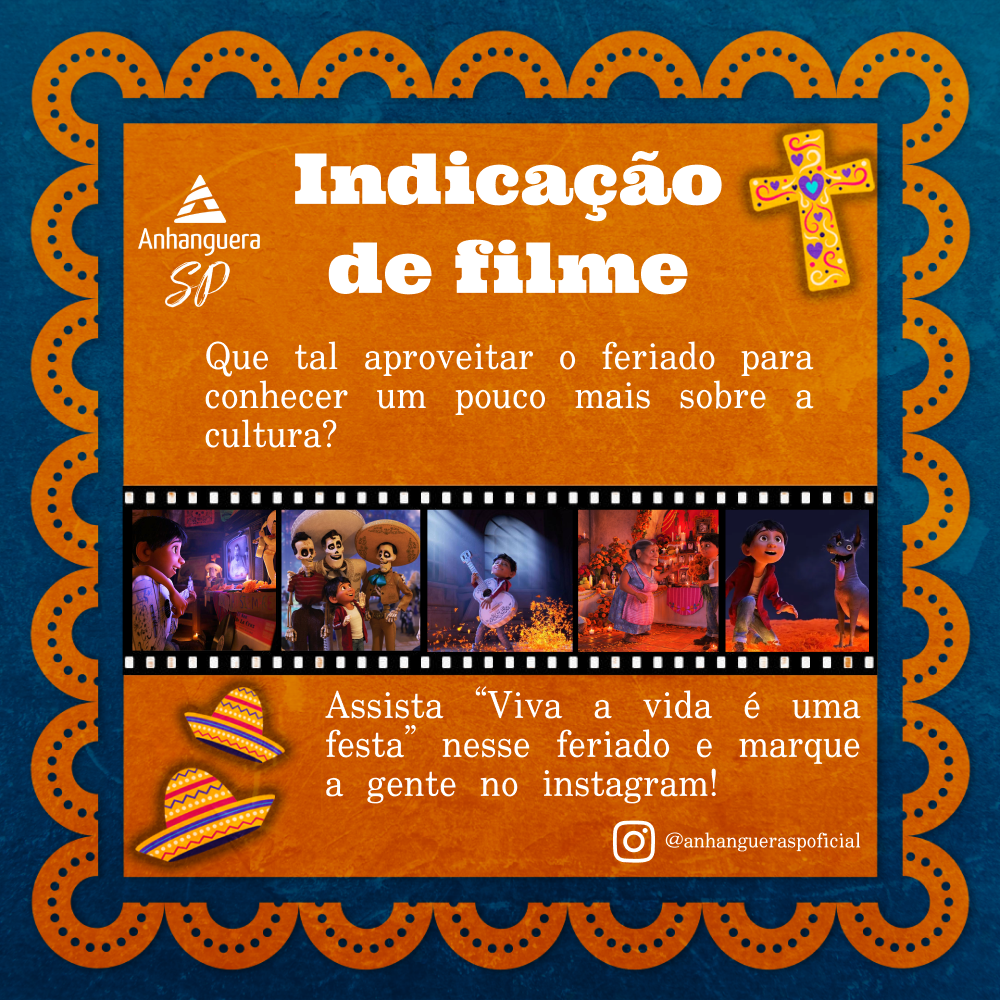 Indicação
de filme
Anhanguera
SP
Que tal aproveitar o feriado para
conhecer um pouco mais sobre a
cultura?
Assista “Viva a vida é uma
festa” nesse feriado e marque
a gente no instagram!
@anhangueraspoficial